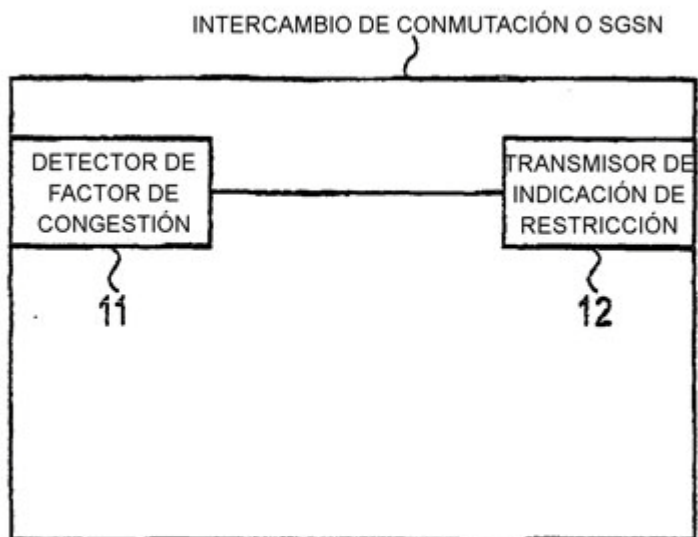 INTERCAMBIO DE CONMUTACIÓN O SGSN
DETECTOR DE
FACTOR DE
CONGESTIÓN
TRANSMISOR DE
INDICACIÓN DE
RESTRICCIÓN
11
12